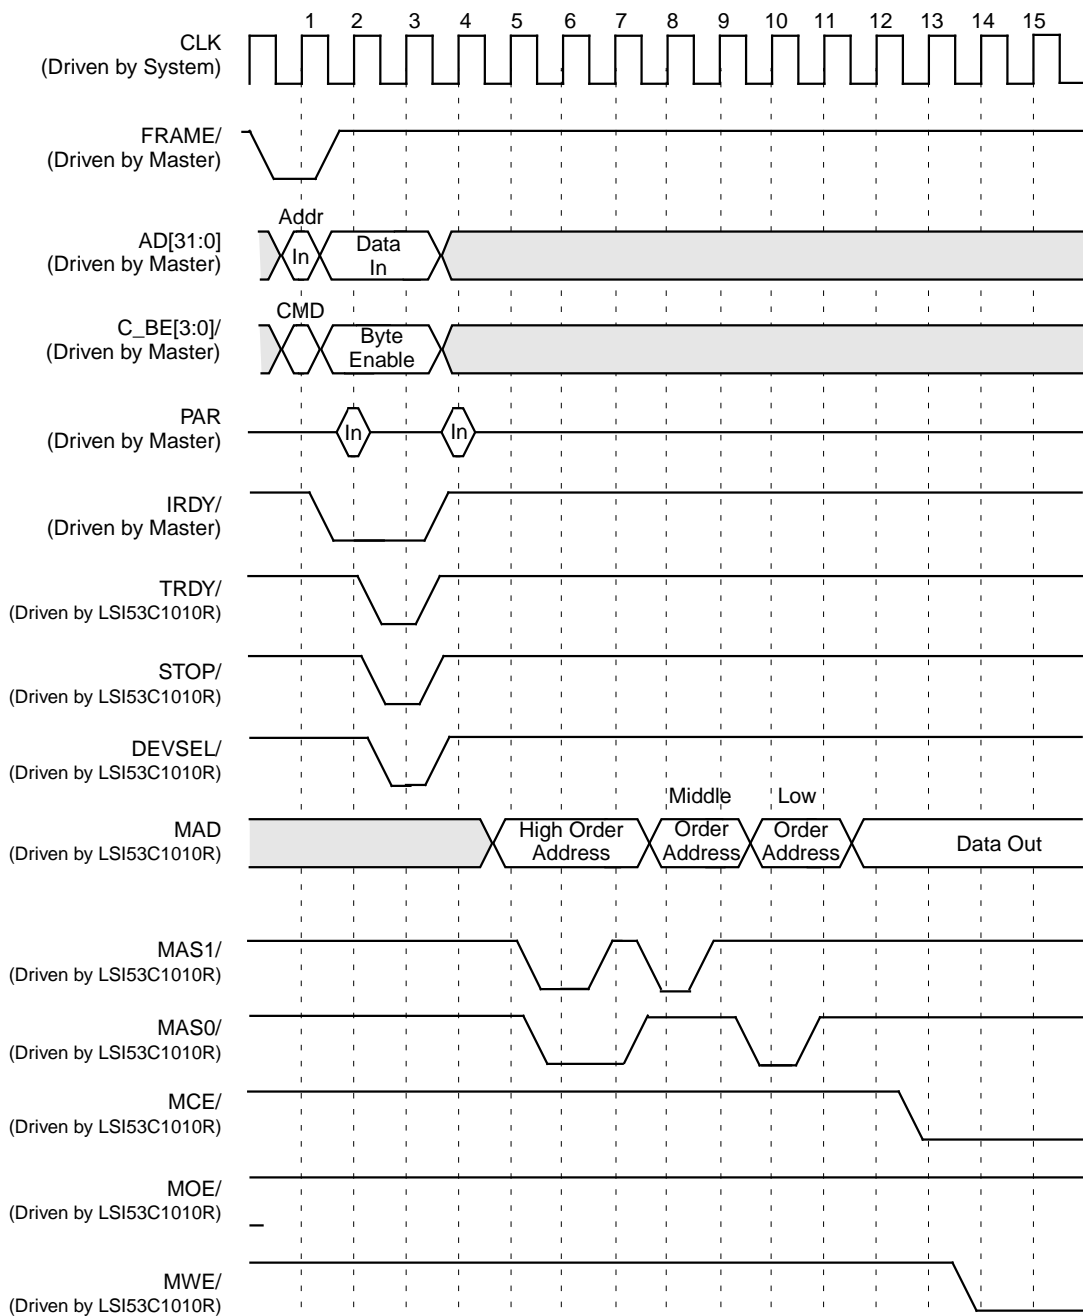 1 2 3 4 5 6 7 8 9 10 11 12 13 14 15
CLK
(Driven by System)
FRAME/
(Driven by Master)
Addr
AD[31:0]
(Driven by Master)
In
Data
In
CMD
C_BE[3:0]/
(Driven by Master)
Byte
Enable
PAR
(Driven by Master)
In
In
IRDY/
(Driven by Master)
TRDY/
(Driven by LSI53C1010R)
STOP/
(Driven by LSI53C1010R)
DEVSEL/
(Driven by LSI53C1010R)
MAD
(Driven by LSI53C1010R)
High Order
Address
Middle
Order
Address
Low
Order
Address
Data Out
MAS1/
(Driven by LSI53C1010R)
MAS0/
(Driven by LSI53C1010R)
MCE/
(Driven by LSI53C1010R)
MOE/
(Driven by LSI53C1010R)
MWE/
(Driven by LSI53C1010R)